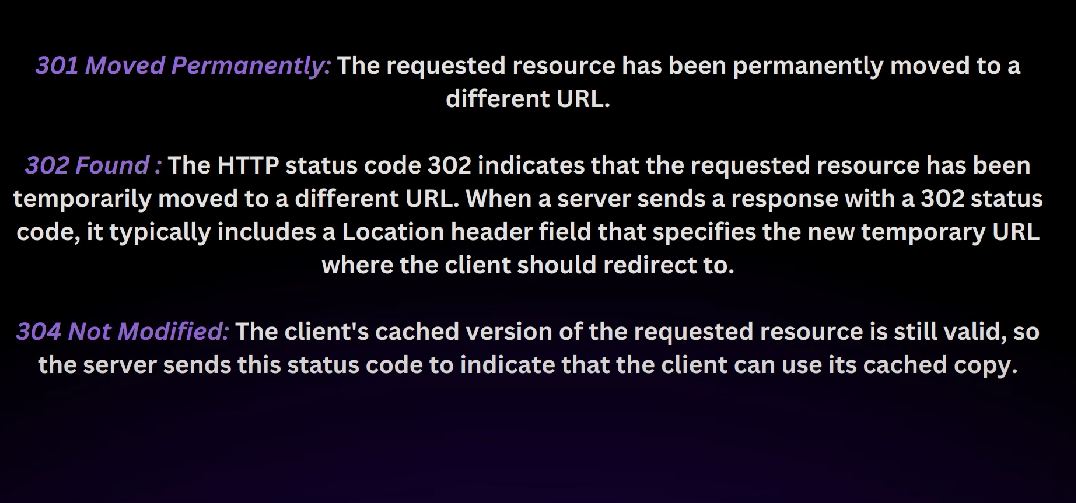 301 Moved Permanently: The requested resource has been permanently moved to a
different URL.
302 Found : The HTTP status code 302 indicates that the requested resource has been
temporarily moved to a different URL. When a server sends a response with a 302 status
code, it typically includes a Location header field that specifies the new temporary URL
where the client should redirect to.
304 Not Modified: The client's cached version of the requested resource is still valid, so
the server sends this status code to indicate that the client can use its cached copy.